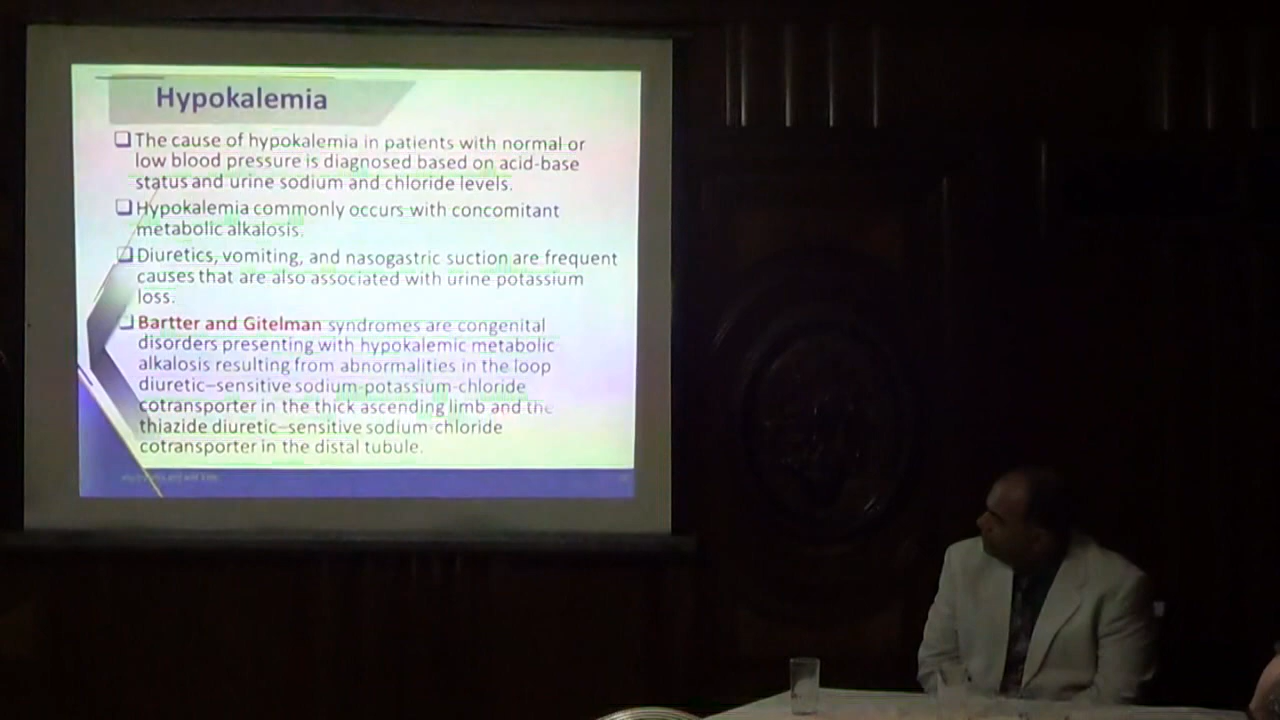 Hypokalemia
The cause of hypokalemia in patients with normal or
low blood pressure is diagnosed based on acid-base
status and urine sodium and chloride levels.
Hypokalemia commonly occurs with concomitant
metabolic alkalosis.
Diuretics, vomiting, and nasogastric suction are frequent
causes that are also associated with urine potassium
loss.
Bartter and Gitelman syndromes are congenital
disorders presenting with hypokalemic metabolic
alkalosis resulting from abnormalities in the loop
diuretic–sensitive sodium-potassium-chloride
cotransporter in the thick ascending limb and the
thiazide diuretic–sensitive sodium-chloride
cotransporter in the distal tubule.